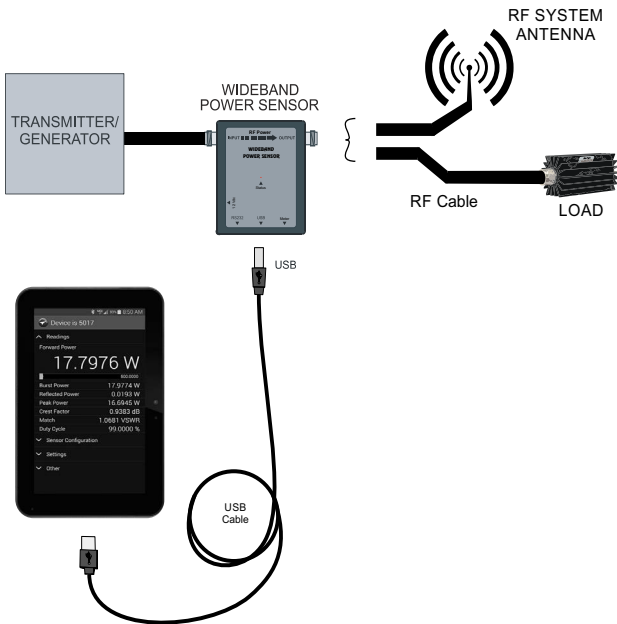 RF SYSTEM
ANTENNA
WIDEBAND
POWER SENSOR
TRANSMITTER/
GENERATOR
RF Power
INPUT OUTPUT
WIDEBAND
POWER SENSOR
Status
RS232 USB
RF Cable
LOAD
USB
8:50 AM
Device is 5017
Readings
Forward Power
17.7976 W
800.0000
Burst Power 17.9774 W
Reflected Power 0.0193 W
Peak Power 16.6945 W
Crest Factor 0.9383 dB
Match 1.0681 VSWR
Duty Cycle 99.0000 %
Sensor Configuration
Settings
Other
USB
Cable